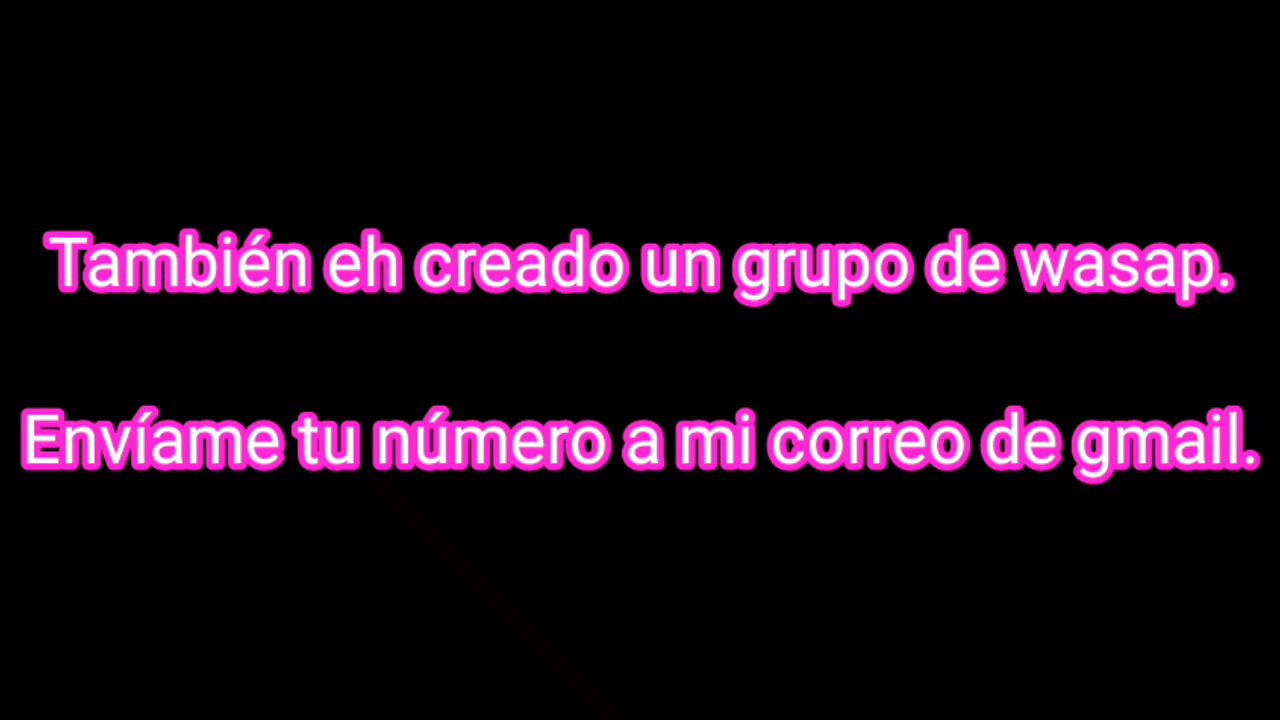 También eh creado un grupo de wasap.
Envíame tu número a mi correo de gmail.